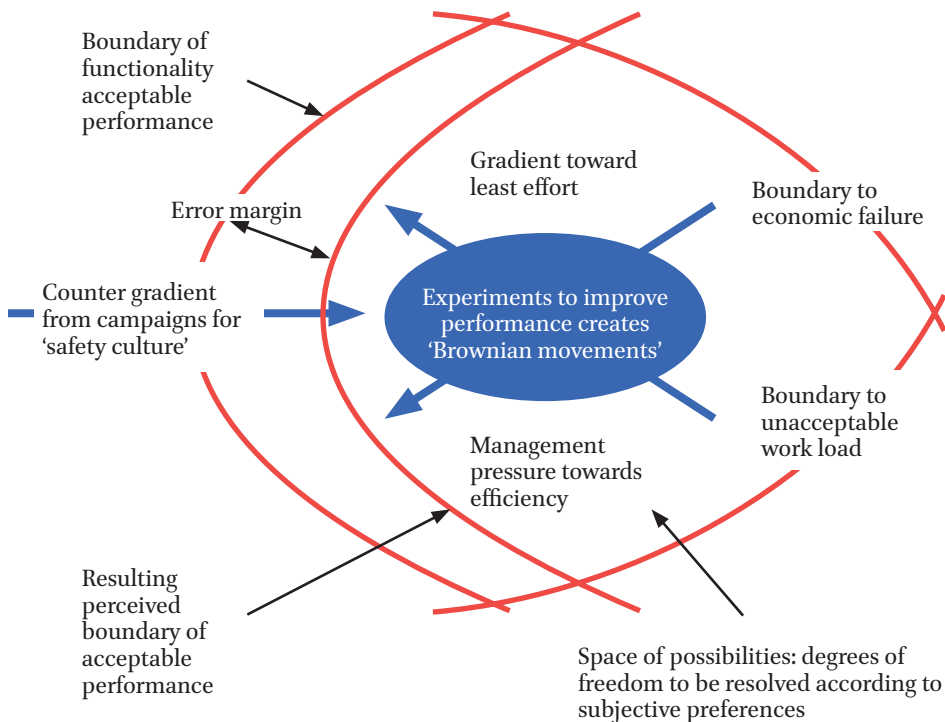 Boundary of
functionality
acceptable
performance
Gradient toward
least effort
Boundary to
economic failure
Error margin
Counter gradient
from campaigns for
‘safety culture’
Experiments to improve
performance creates
‘Brownian movements’
Boundary to
unacceptable
work load
Management
pressure towards
efficiency
Resulting
perceived
boundary of
acceptable
performance
Space of possibilities: degrees of
freedom to be resolved according to
subjective preferences